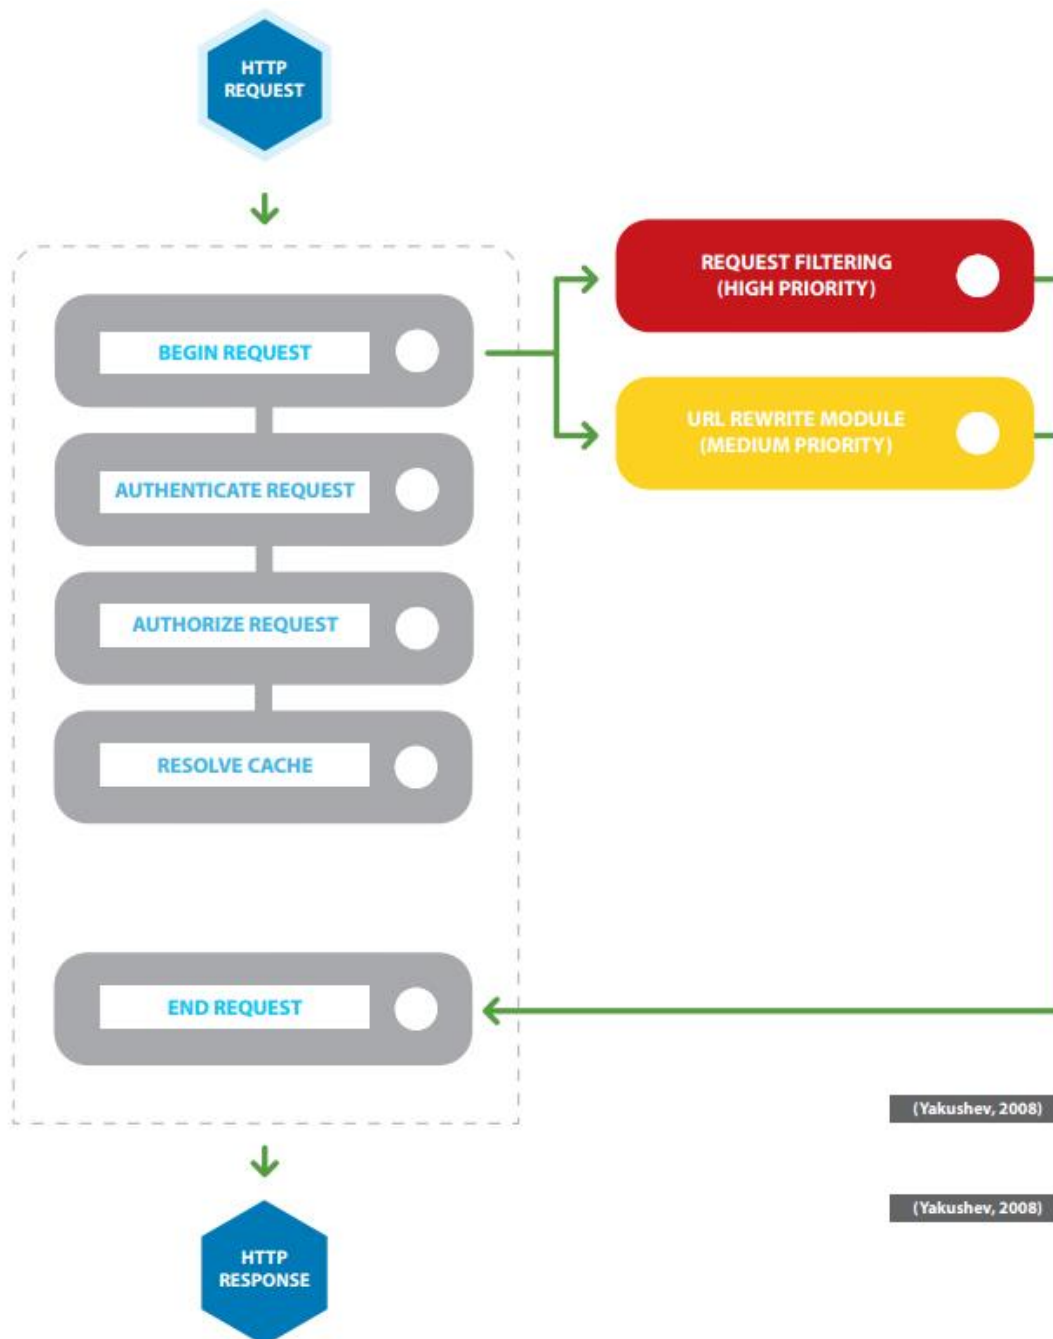 HTTP
REQUEST
BEGIN REQUEST
REQUEST FILTERING
(HIGH PRIORITY)
URL REWRITE MODULE
(MEDIUM PRIORITY)
AUTHENTICATE REQUEST
AUTHORIZE REQUEST
RESOLVE CACHE
END REQUEST
(Yakushev, 2008)
(Yakushev, 2008)
HTTP
RESPONSE